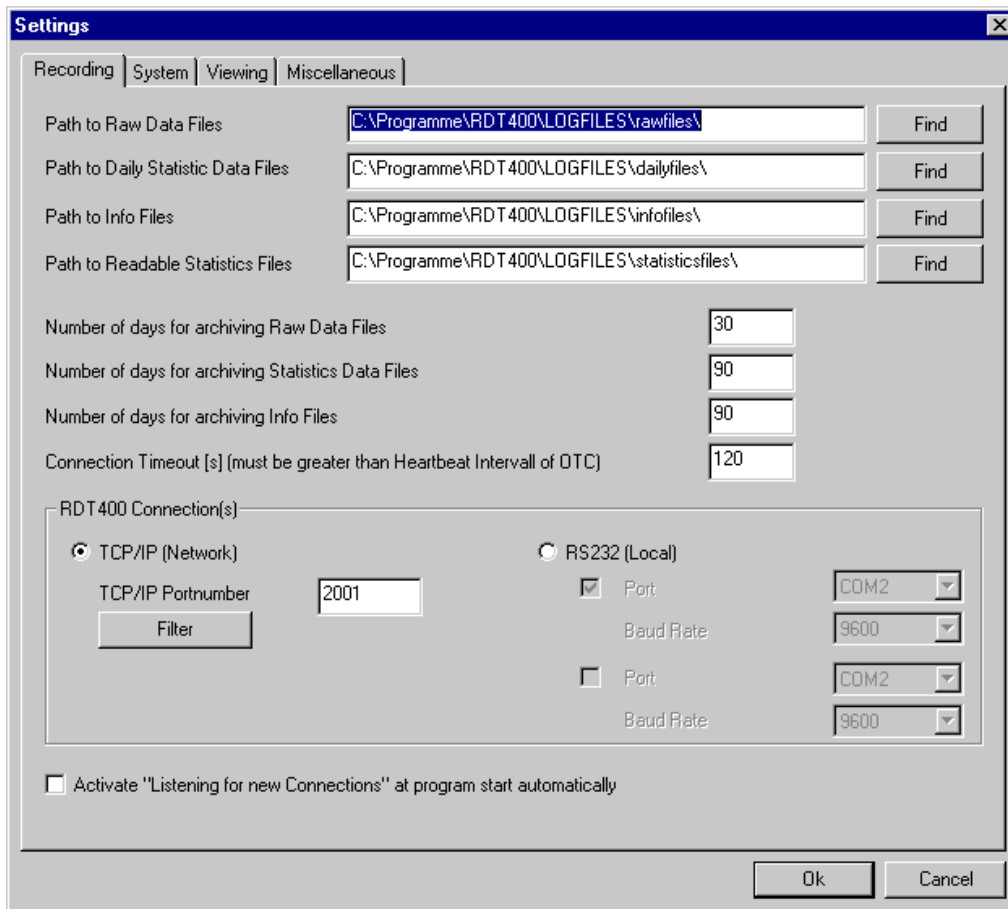 Settings
Recording System Viewing Miscellaneous
Path to Raw Data Files C:\Programme\RDT400\LOGFILES\rawfiles\ Find
Path to Daily Statistic Data Files C:\Programme\RDT400\LOGFILES\dailyfiles\ Find
Path to Info Files C:\Programme\RDT400\LOGFILES\infofiles\ Find
Path to Readable Statistics Files C:\Programme\RDT400\LOGFILES\statisticsfiles\ Find
Number of days for archiving Raw Data Files 30
Number of days for archiving Statistics Data Files 90
Number of days for archiving Info Files 90
Connection Timeout [s] (must be greater than Heartbeat Intervall of OTC) 120
RDT400 Connection(s)
TCP/IP (Network) RS232 (Local)
TCP/IP Portnumber 2001 Port COM2
Filter Baud Rate 9600
Port COM2
Baud Rate 9600
Activate "Listening for new Connections" at program start automatically
Ok Cancel